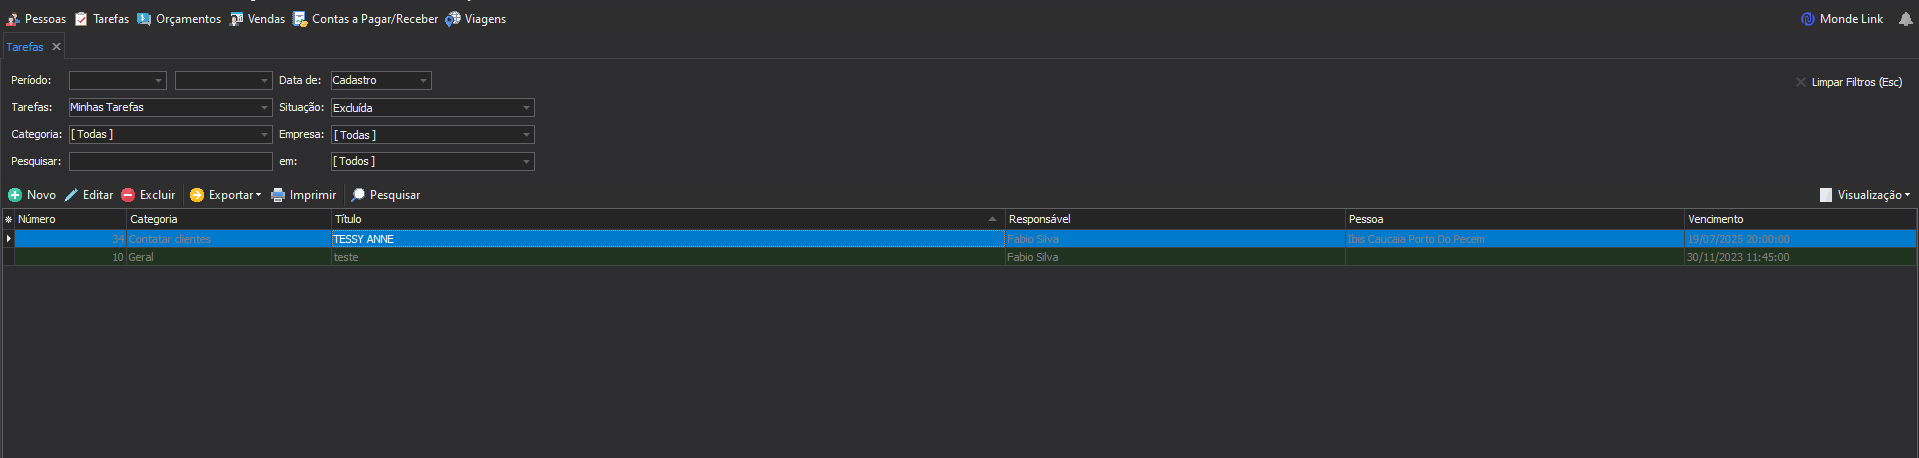 Pessoas Tarefas Orçamentos Vendas Contas a Pagar/Receber Viagens Monde Link
Tarefas
Período: Data de: Cadastro Limpar Filtros (Esc)
Tarefas: Minhas Tarefas Situação: Excluída
Categoria: [ Todas ] Empresa: [ Todas ]
Pesquisar: em: [ Todos ]
Novo Editar Excluir Exportar Imprimir Pesquisar Visualização
Número Categoria Título Responsável Pessoa Vencimento
34 Contatar clientes TESSY ANNE Fabio Silva Ibis Caucaia Porto Do Pecem 19/07/2025 20:00:00
10 Geral teste Fabio Silva 30/11/2023 11:45:00